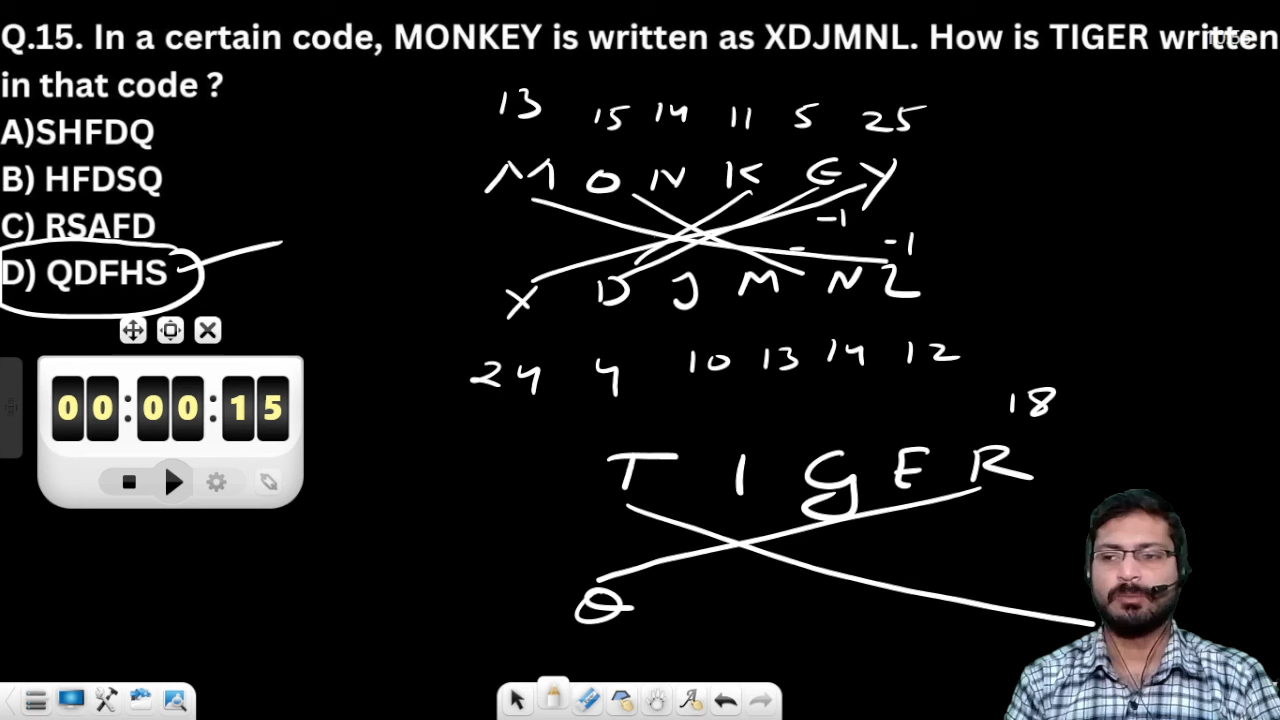 Q.15. In a certain code, MONKEY is written as XDJMNL. How is TIGER written
in that code ?
A)SHFDQ
B) HFDSQ
C) RSAFD
D) QDFHS
13 15 14 11 5 25
M O N K E Y
-1
- -1
X D J M N L
24 4 10 13 14 12
18
T I G E R
Q
00:00:15